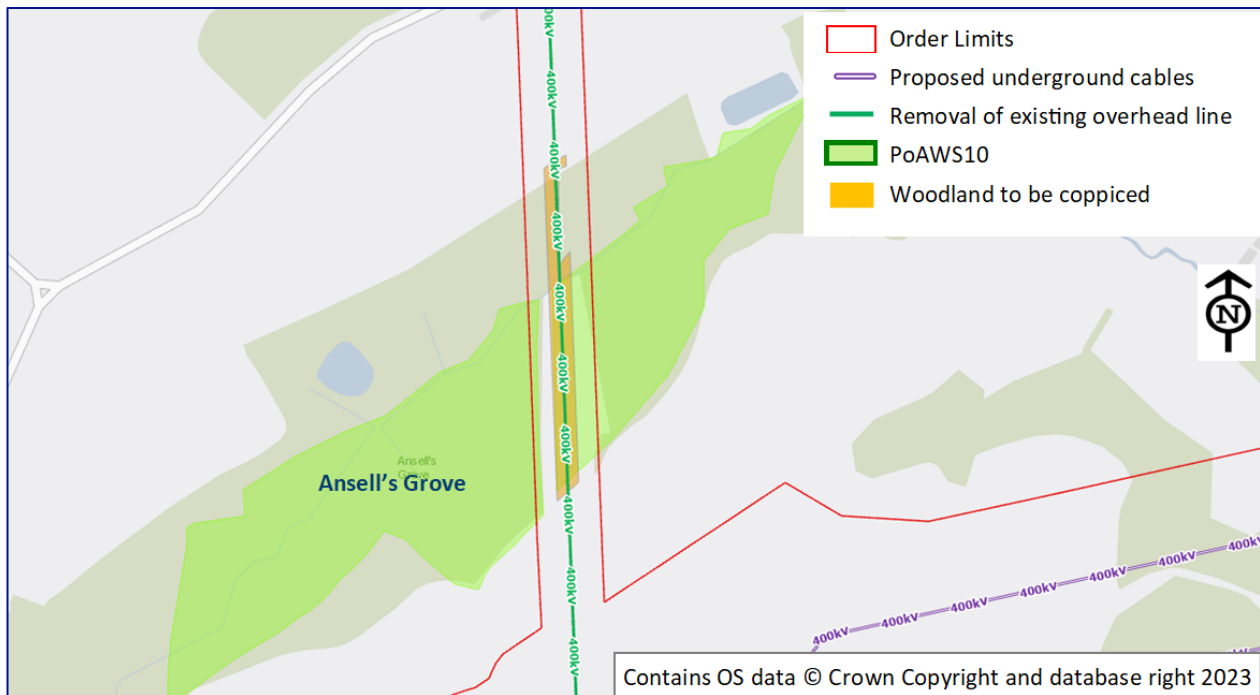 Order Limits
Proposed underground cables
Removal of existing overhead line
PoAWS10
Woodland to be coppiced
N
00kV
400kV
400kV
400kV
400kV
400kV
400kV
400kV
400kV
400kV
400kV
400kV
400kV
Ansell's
Grove
Ansell’s Grove
400kV
400kV
400kV
400kV
400kV
400kV
400kV
Contains OS data © Crown Copyright and database right 2023